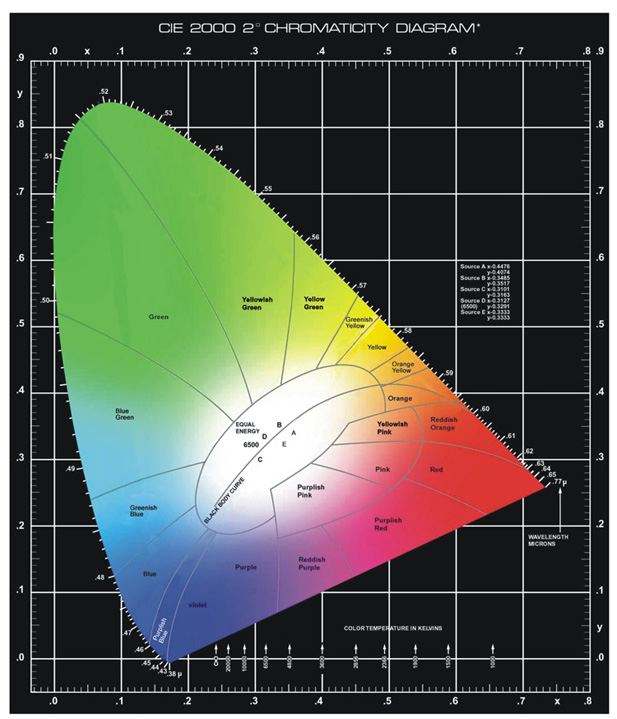 CIE 2000 2° CHROMATICITY DIAGRAM*
.0 x .1 .2 .3 .4 .5 .6 .7 .8 .9
.9
y
.8
.7
.6
.5
.4
.3
.2
.1
.0
.8
.7
.6
.5
.4
.3
.2
.1
y
.0
.52
.53
.51
.54
.55
.56
.57
.50
.58
.59
.60
.61
.62
.63
.64
.65
.77 µ
.49
.48
.47
.46
.45
.44
.43
.38 µ
Source A x-0.4476
y-0.4074
Source B x-0.3485
y-0.3517
Source C x-0.3101
y-0.3163
Source D x-0.3127
(6500) y-0.3291
Source E x-0.3333
y-0.3333
Green
Yellowish
Green
Yellow
Green
Greenish
Yellow
Yellow
Orange
Yellow
Orange
Blue
Green
EQUAL
ENERGY
6500
B
D
A
E
C
BLACK BODY CURVE
Yellowish
Pink
Reddish
Orange
Pink
Red
Purplish
Pink
Greenish
Blue
Purplish
Red
WAVELENGTH
MICRONS
Blue
Purple
Reddish
Purple
violet
Purplish
Blue
COLOR TEMPERATURE IN KELVINS
20000
10000
6500
1000
.0 .1 .2 .3 .4 .5 .6 .7 x .8